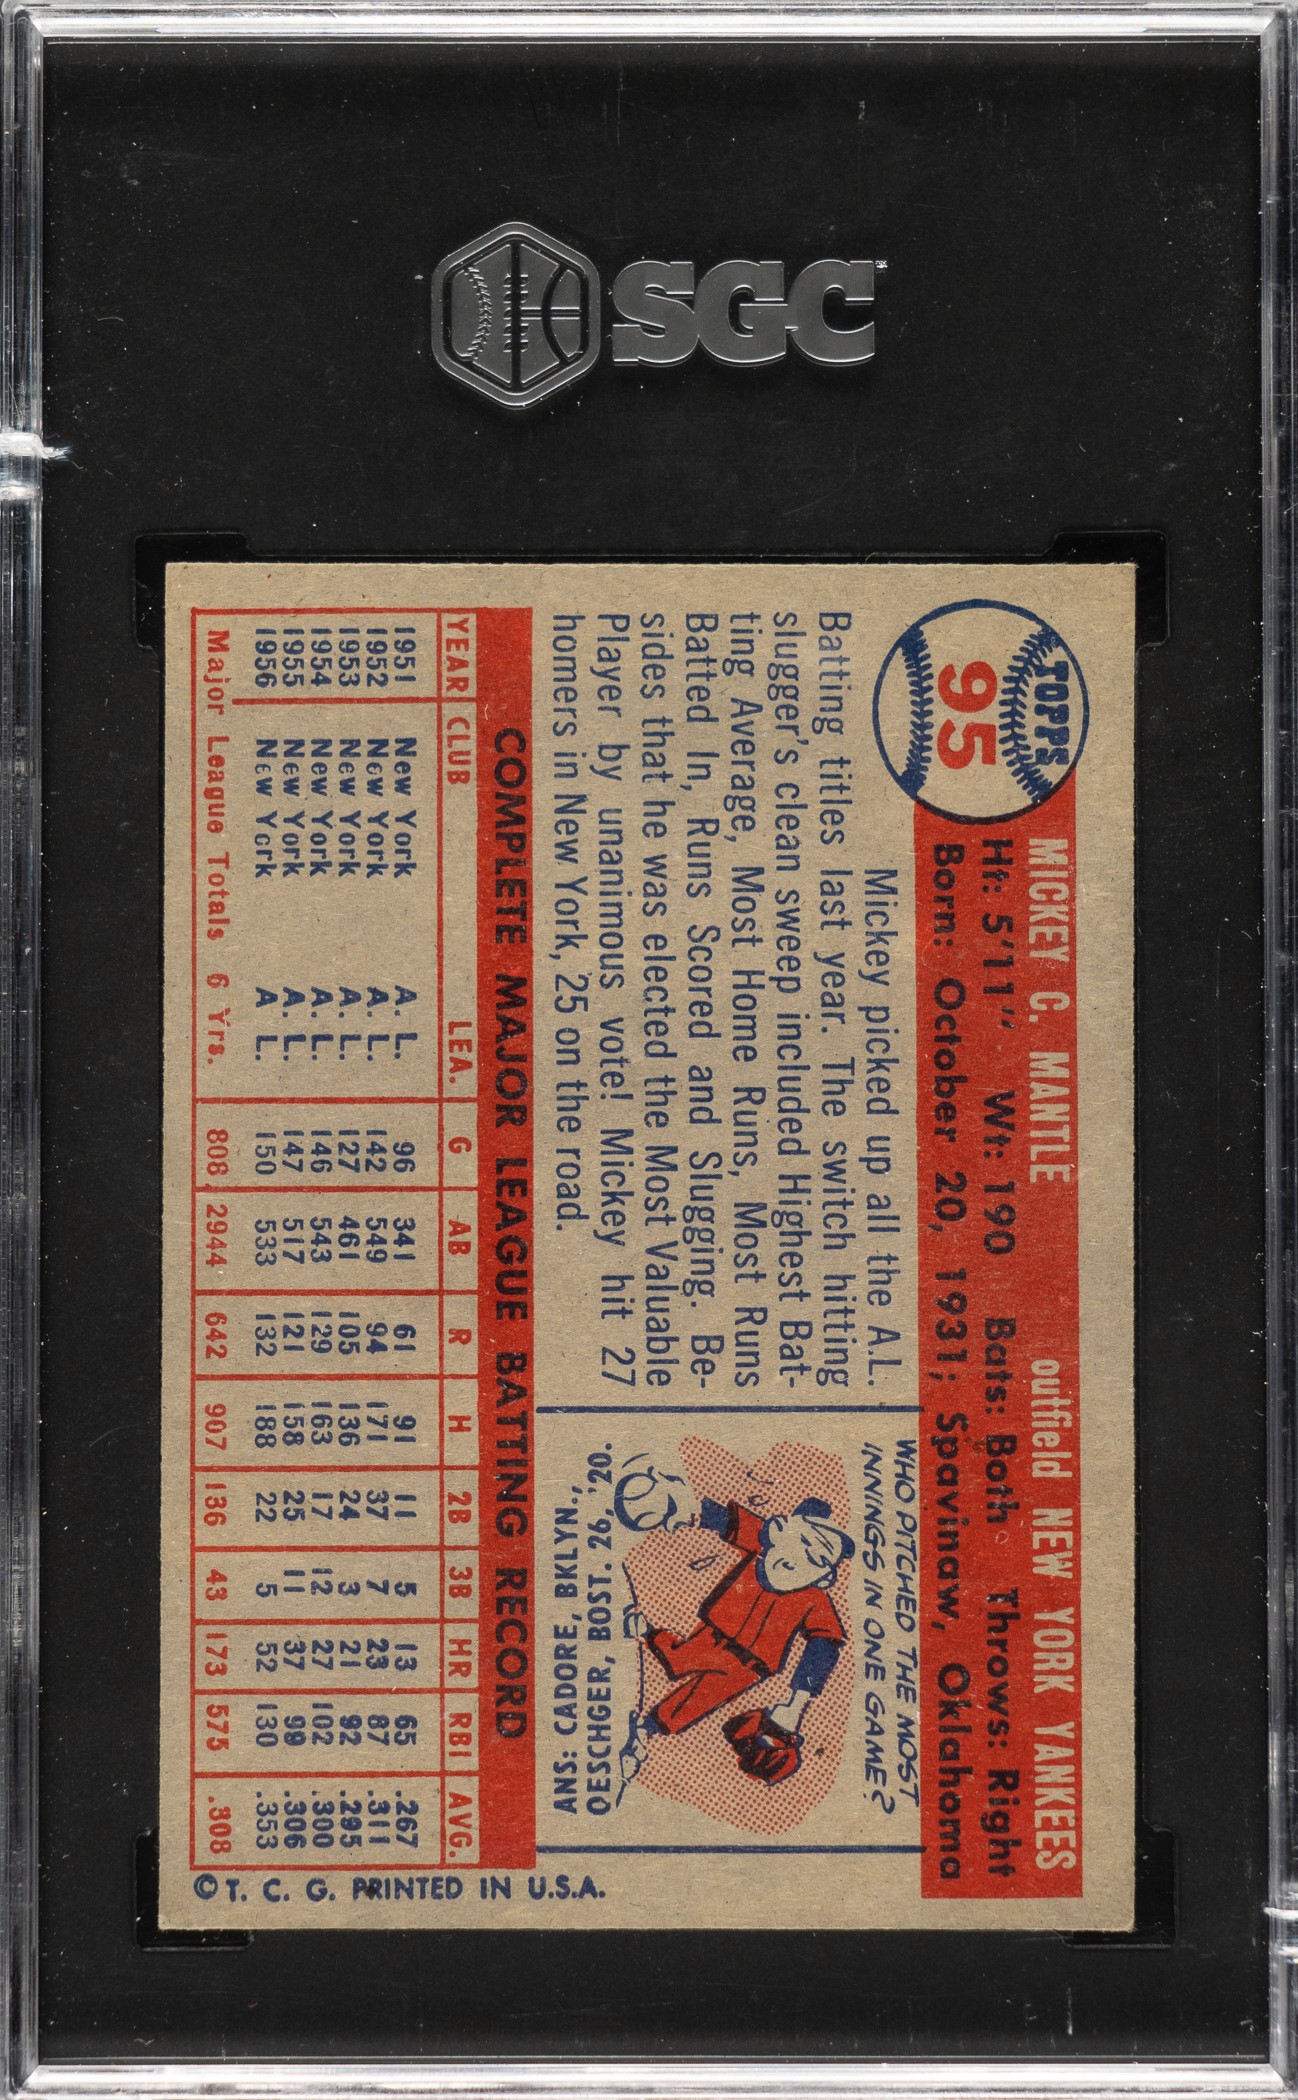 SGC
TOPPS
95
MICKEY C. MANTLE outfield NEW YORK YANKEES
Ht: 5'11" Wt: 190 Bats: Both Throws: Right
Born: October 20, 1931; Spavinaw, Oklahoma
Mickey picked up all the A.L.
Batting titles last year. The switch hitting
slugger's clean sweep included Highest Bat-
ting Average, Most Home Runs, Most Runs
Batted In, Runs Scored and Slugging. Be-
sides that he was elected the Most Valuable
Player by unanimous vote! Mickey hit 27
homers in New York, 25 on the road.
WHO PITCHED THE MOST
INNINGS IN ONE GAME?
ANS: CADORE, BKLYN.,
OESCHGER, BOST. 26, '20.
COMPLETE MAJOR LEAGUE BATTING RECORD
YEAR CLUB LEA. G AB R H 2B 3B HR RBI AVG.
1951 New York A. L. 96 341 61 91 11 5 13 65 .267
1952 New York A. L. 142 549 94 171 37 7 23 87 .311
1953 New York A. L. 127 461 105 136 24 3 21 92 .295
1954 New York A. L. 146 543 129 163 17 12 27 102 .300
1955 New York A. L. 147 517 121 158 25 11 37 99 .306
1956 New York A L. 150 533 132 188 22 5 52 130 .353
Major League Totals 6 Yrs. 808 2944 642 907 136 43 173 575 .308
© T. C. G. PRINTED IN U.S.A.